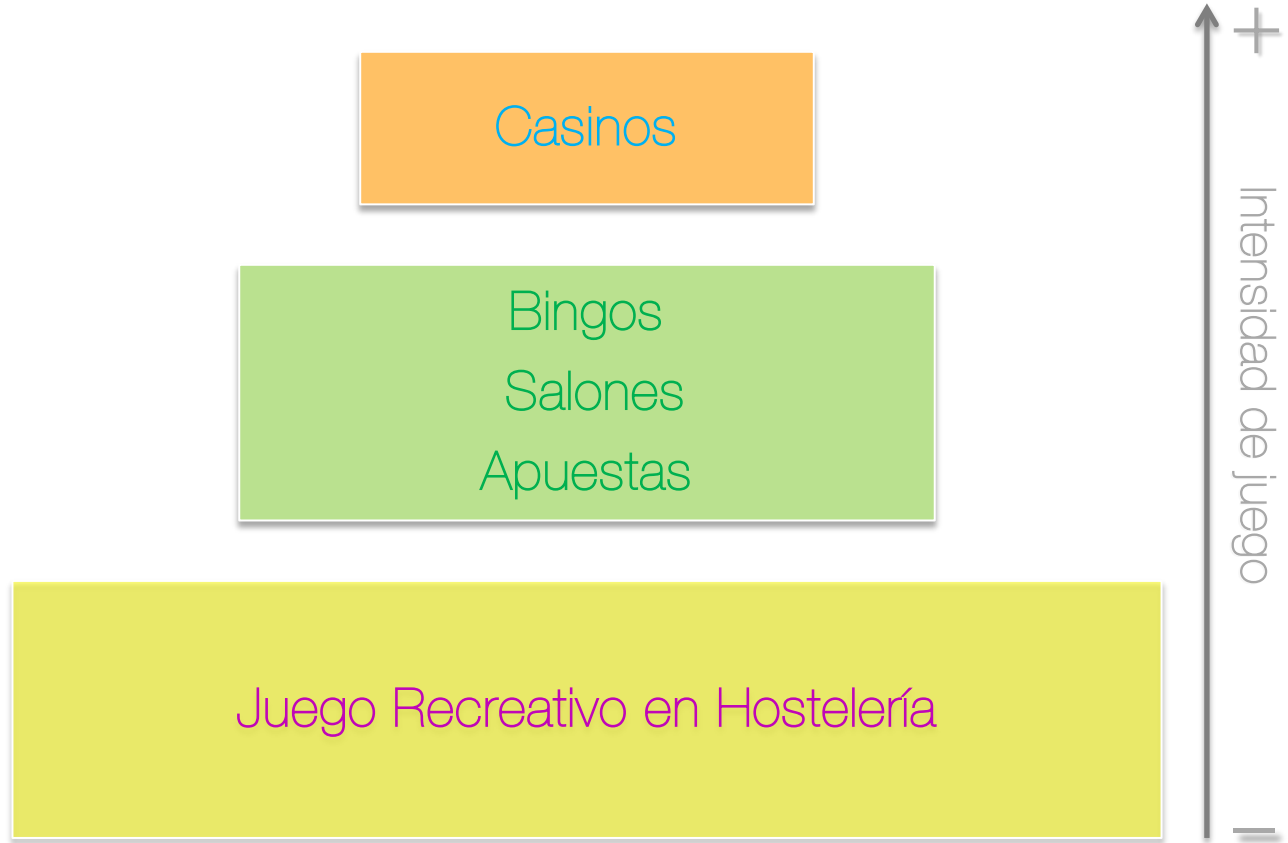 Casinos
Bingos
Salones
Apuestas
Juego Recreativo en Hostelería
+
Intensidad de juego
–